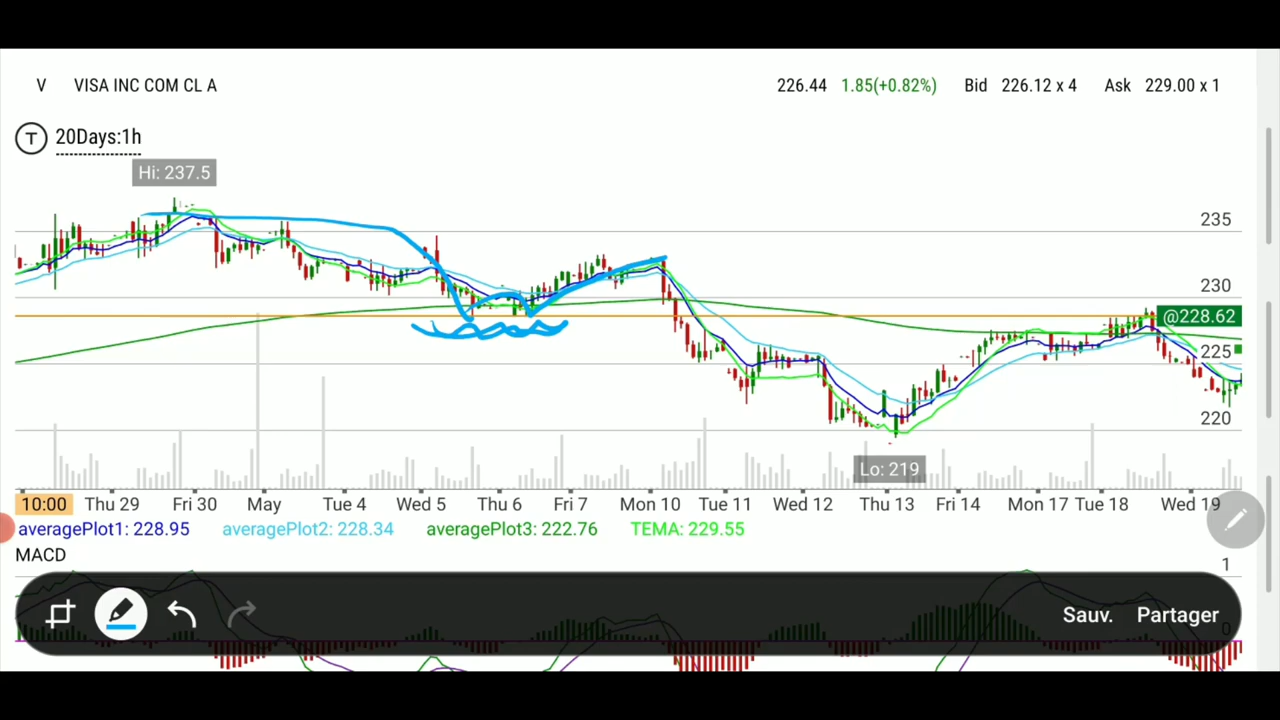 V VISA INC COM CL A 226.44 1.85(+0.82%) Bid 226.12 x 4 Ask 229.00 x 1
T 20Days:1h
Hi: 237.5
235
230
@228.62
225
220
Lo: 219
10:00 Thu 29 Fri 30 May Tue 4 Wed 5 Thu 6 Fri 7 Mon 10 Tue 11 Wed 12 Thu 13 Fri 14 Mon 17 Tue 18 Wed 19
averagePlot1: 228.95 averagePlot2: 228.34 averagePlot3: 222.76 TEMA: 229.55
MACD
1
Sauv. Partager
0